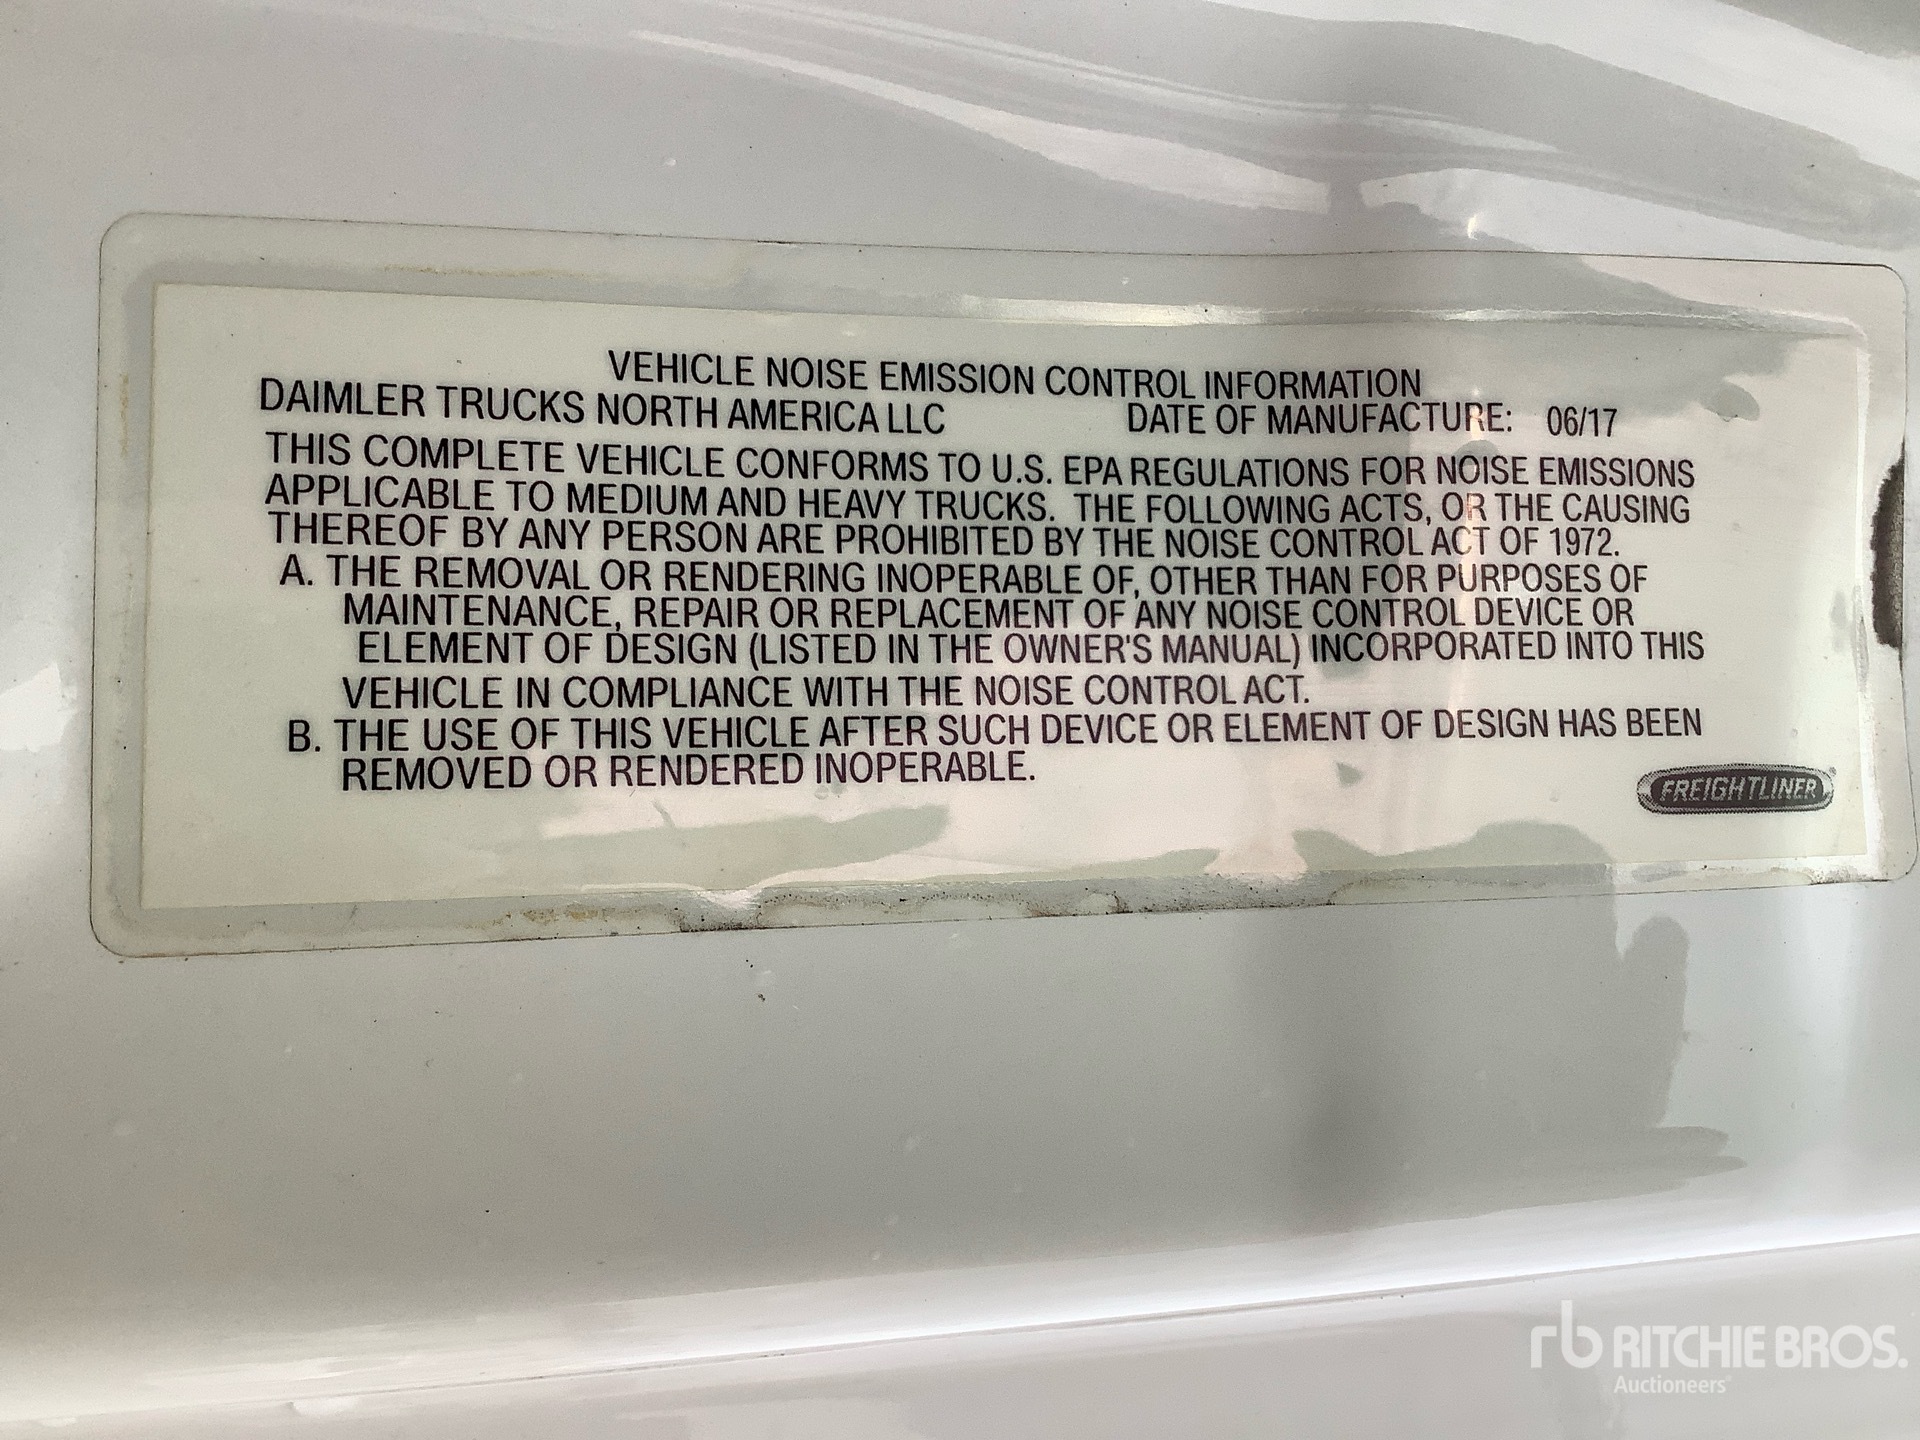 VEHICLE NOISE EMISSION CONTROL INFORMATION
DAIMLER TRUCKS NORTH AMERICA LLC DATE OF MANUFACTURE: 06/17
THIS COMPLETE VEHICLE CONFORMS TO U.S. EPA REGULATIONS FOR NOISE EMISSIONS
APPLICABLE TO MEDIUM AND HEAVY TRUCKS. THE FOLLOWING ACTS, OR THE CAUSING
THEREOF BY ANY PERSON ARE PROHIBITED BY THE NOISE CONTROL ACT OF 1972.
A. THE REMOVAL OR RENDERING INOPERABLE OF, OTHER THAN FOR PURPOSES OF
MAINTENANCE, REPAIR OR REPLACEMENT OF ANY NOISE CONTROL DEVICE OR
ELEMENT OF DESIGN (LISTED IN THE OWNER'S MANUAL) INCORPORATED INTO THIS
VEHICLE IN COMPLIANCE WITH THE NOISE CONTROL ACT.
B. THE USE OF THIS VEHICLE AFTER SUCH DEVICE OR ELEMENT OF DESIGN HAS BEEN
REMOVED OR RENDERED INOPERABLE.
FREIGHTLINER
rb RITCHIE BROS.
Auctioneers